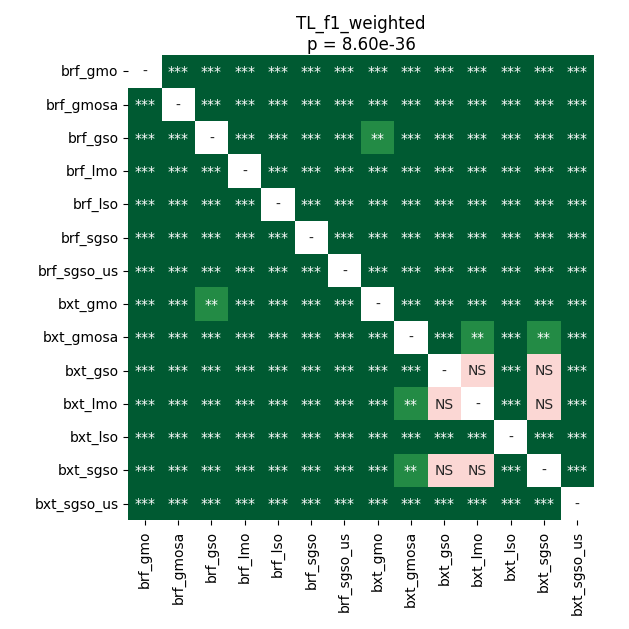 TL_f1_weighted
p = 8.60e-36
brf_gmo - *** *** *** *** *** *** *** *** *** *** *** *** ***
brf_gmosa *** - *** *** *** *** *** *** *** *** *** *** *** ***
brf_gso *** *** - *** *** *** *** ** *** *** *** *** *** ***
brf_lmo *** *** *** - *** *** *** *** *** *** *** *** *** ***
brf_lso *** *** *** *** - *** *** *** *** *** *** *** *** ***
brf_sgso *** *** *** *** *** - *** *** *** *** *** *** *** ***
brf_sgso_us *** *** *** *** *** *** - *** *** *** *** *** *** ***
bxt_gmo *** *** ** *** *** *** *** - *** *** *** *** *** ***
bxt_gmosa *** *** *** *** *** *** *** *** - *** ** *** ** ***
bxt_gso *** *** *** *** *** *** *** *** *** - NS *** NS ***
bxt_lmo *** *** *** *** *** *** *** *** ** NS - *** NS ***
bxt_lso *** *** *** *** *** *** *** *** *** *** *** - *** ***
bxt_sgso *** *** *** *** *** *** *** *** ** NS NS *** - ***
bxt_sgso_us *** *** *** *** *** *** *** *** *** *** *** *** *** -
brf_gmo
brf_gmosa
brf_gso
brf_lmo
brf_lso
brf_sgso
brf_sgso_us
bxt_gmo
bxt_gmosa
bxt_gso
bxt_lmo
bxt_lso
bxt_sgso
bxt_sgso_us